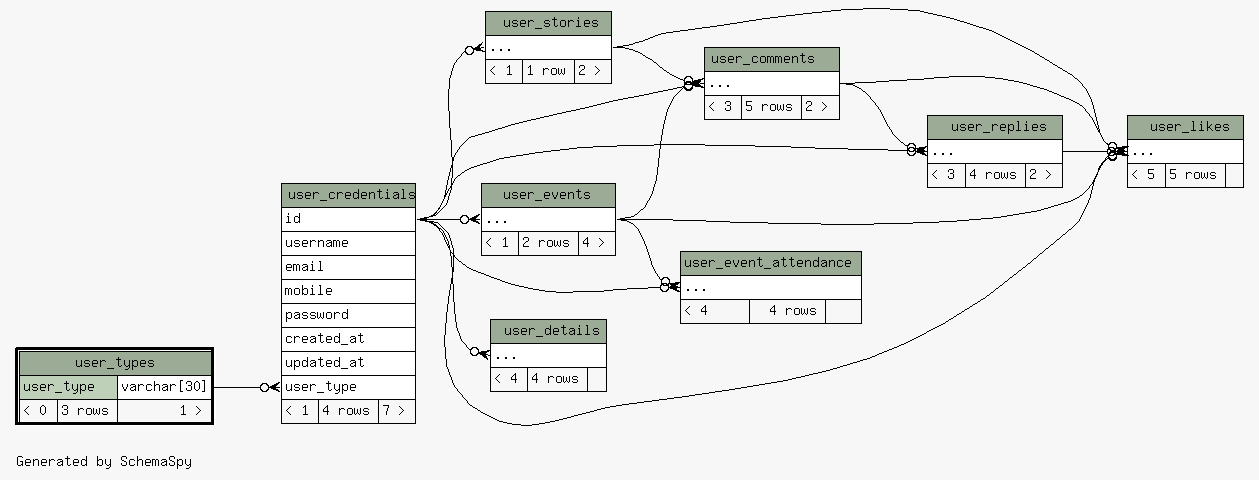 user_stories
...
< 1 1 row 2 >
user_comments
...
< 3 5 rows 2 >
user_replies
...
< 3 4 rows 2 >
user_likes
...
< 5 5 rows
user_credentials
id
username
email
mobile
password
created_at
updated_at
user_type
< 1 4 rows 7 >
user_events
...
< 1 2 rows 4 >
user_event_attendance
...
< 4 4 rows
user_details
...
< 4 4 rows
user_types
user_type varchar[30]
< 0 3 rows 1 >
Generated by SchemaSpy